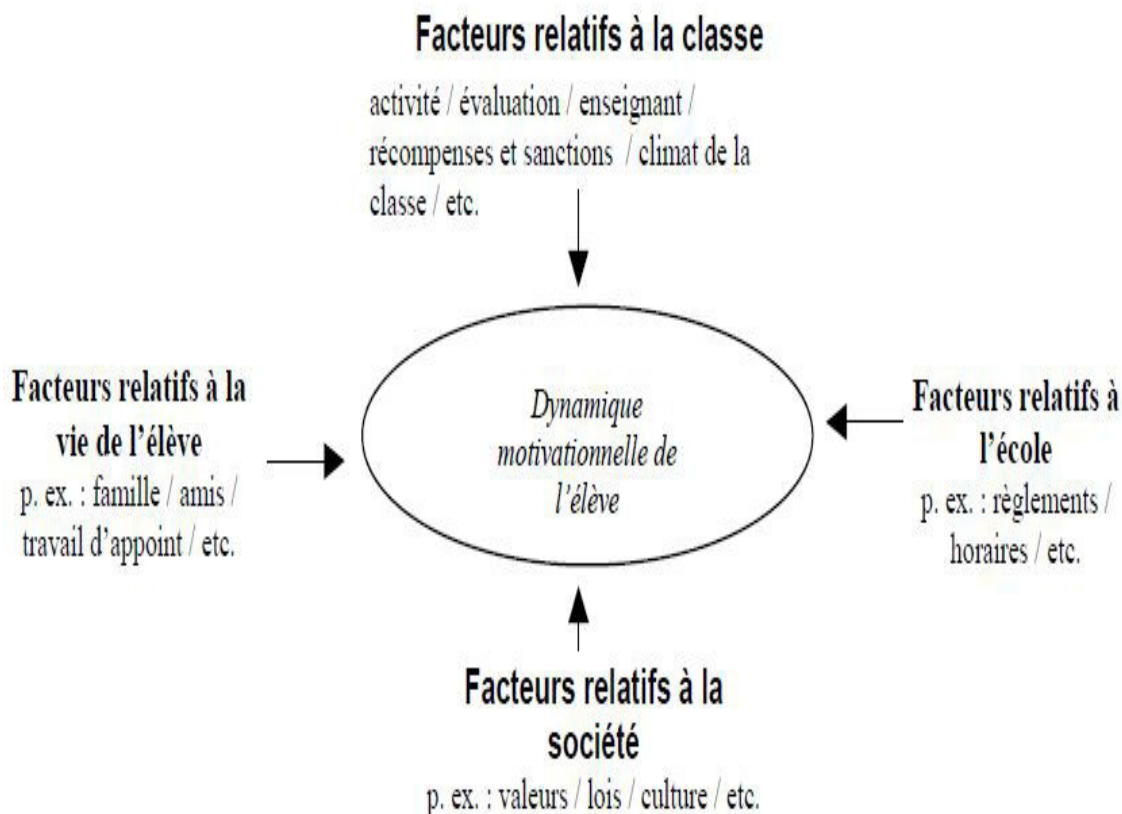 Facteurs relatifs à la classe
activité / évaluation / enseignant /
récompenses et sanctions / climat de la
classe / etc.
Facteurs relatifs à la
vie de l'élève
p. ex. : famille / amis /
travail d'appoint / etc.
Dynamique
motivationnelle de
l'élève
Facteurs relatifs à
l'école
p. ex. : règlements /
horaires / etc.
Facteurs relatifs à la
société
p. ex. : valeurs / lois / culture / etc.